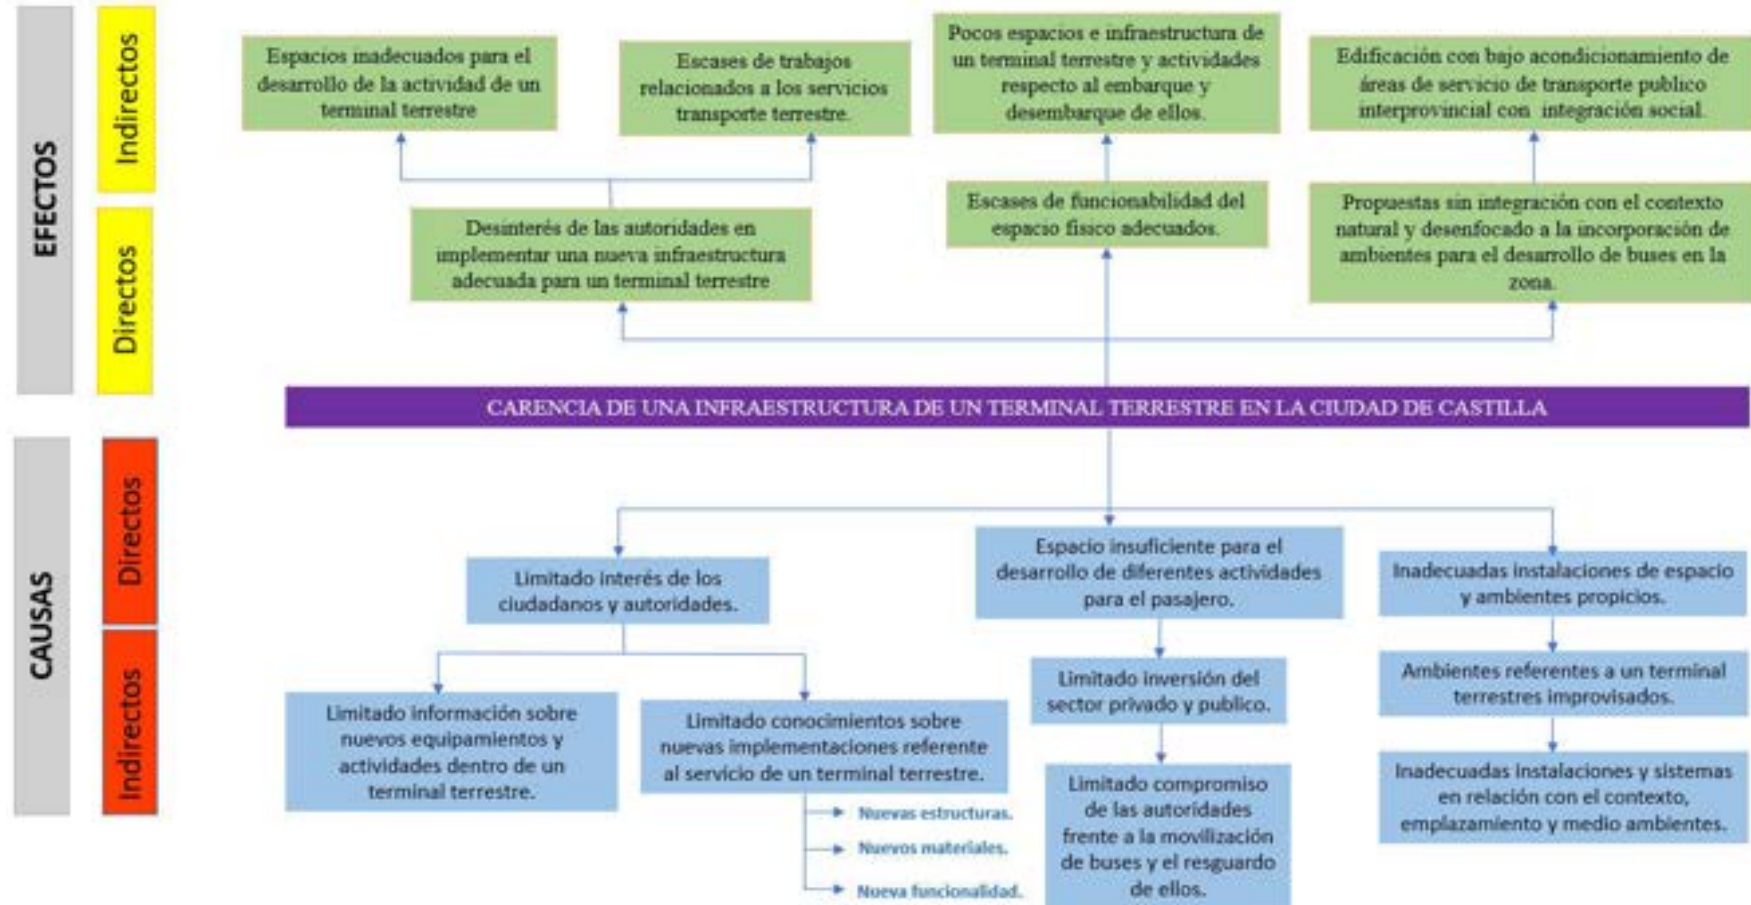 EFECTOS
Indirectos
Espacios inadecuados para el
desarrollo de la actividad de un
terminal terrestre
Escases de trabajos
relacionados a los servicios
transporte terrestre.
Pocos espacios e infraestructura de
un terminal terrestre y actividades
respecto al embarque y
desembarque de ellos.
Edificación con bajo acondicionamiento de
áreas de servicio de transporte publico
interprovincial con integración social.
Directos
Desinterés de las autoridades en
implementar una nueva infraestructura
adecuada para un terminal terrestre
Escases de funcionabilidad del
espacio físico adecuados.
Propuestas sin integración con el contexto
natural y desenfocado a la incorporación de
ambientes para el desarrollo de buses en la
zona.
CARENCIA DE UNA INFRAESTRUCTURA DE UN TERMINAL TERRESTRE EN LA CIUDAD DE CASTILLA
CAUSAS
Directos
Limitado interés de los
ciudadanos y autoridades.
Espacio insuficiente para el
desarrollo de diferentes actividades
para el pasajero.
Inadecuadas instalaciones de espacio
y ambientes propicios.
Indirectos
Limitado información sobre
nuevos equipamientos y
actividades dentro de un
terminal terrestre.
Limitado conocimientos sobre
nuevas implementaciones referente
al servicio de un terminal terrestre.
Nuevas estructuras.
Nuevos materiales.
Nueva funcionalidad.
Limitado inversión del
sector privado y publico.
Limitado compromiso
de las autoridades
frente a la movilización
de buses y el resguardo
de ellos.
Ambientes referentes a un terminal
terrestres improvisados.
Inadecuadas instalaciones y sistemas
en relación con el contexto,
emplazamiento y medio ambientes.